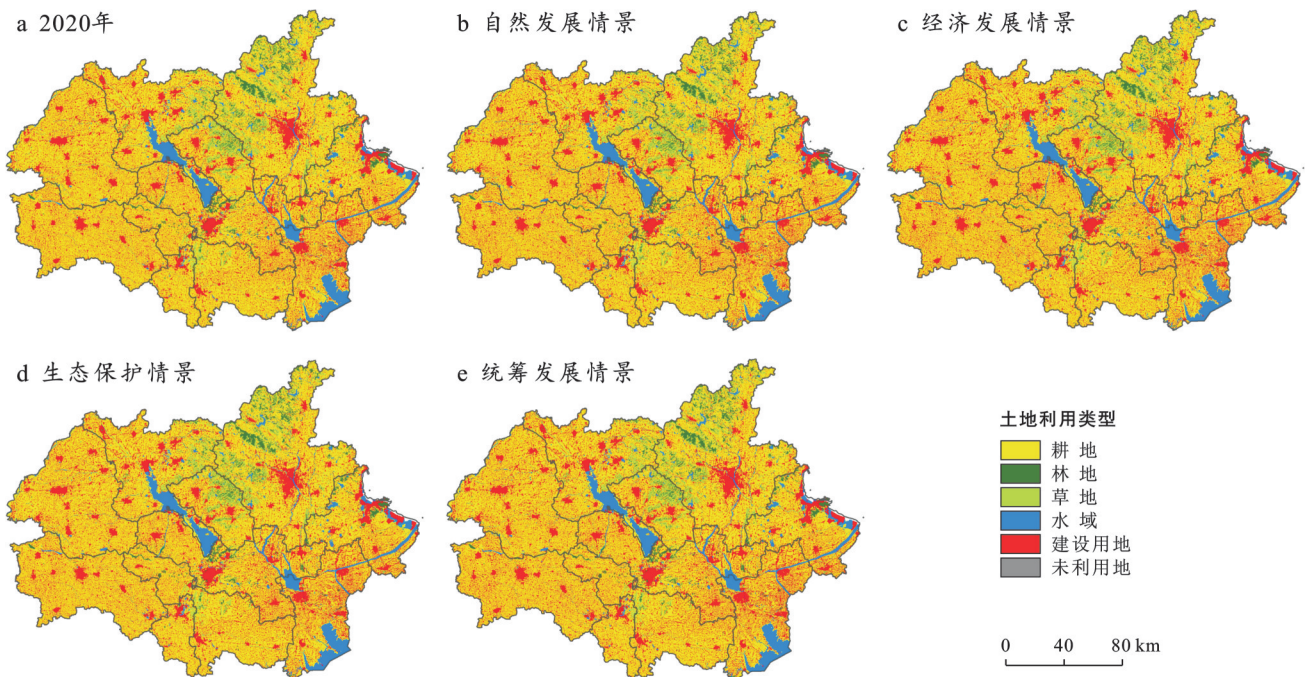 a 2020年
b 自然发展情景
c 经济发展情景
d 生态保护情景
e 统筹发展情景
土地利用类型
耕 地
林 地
草 地
水 域
建设用地
未利用地
0 40 80 km